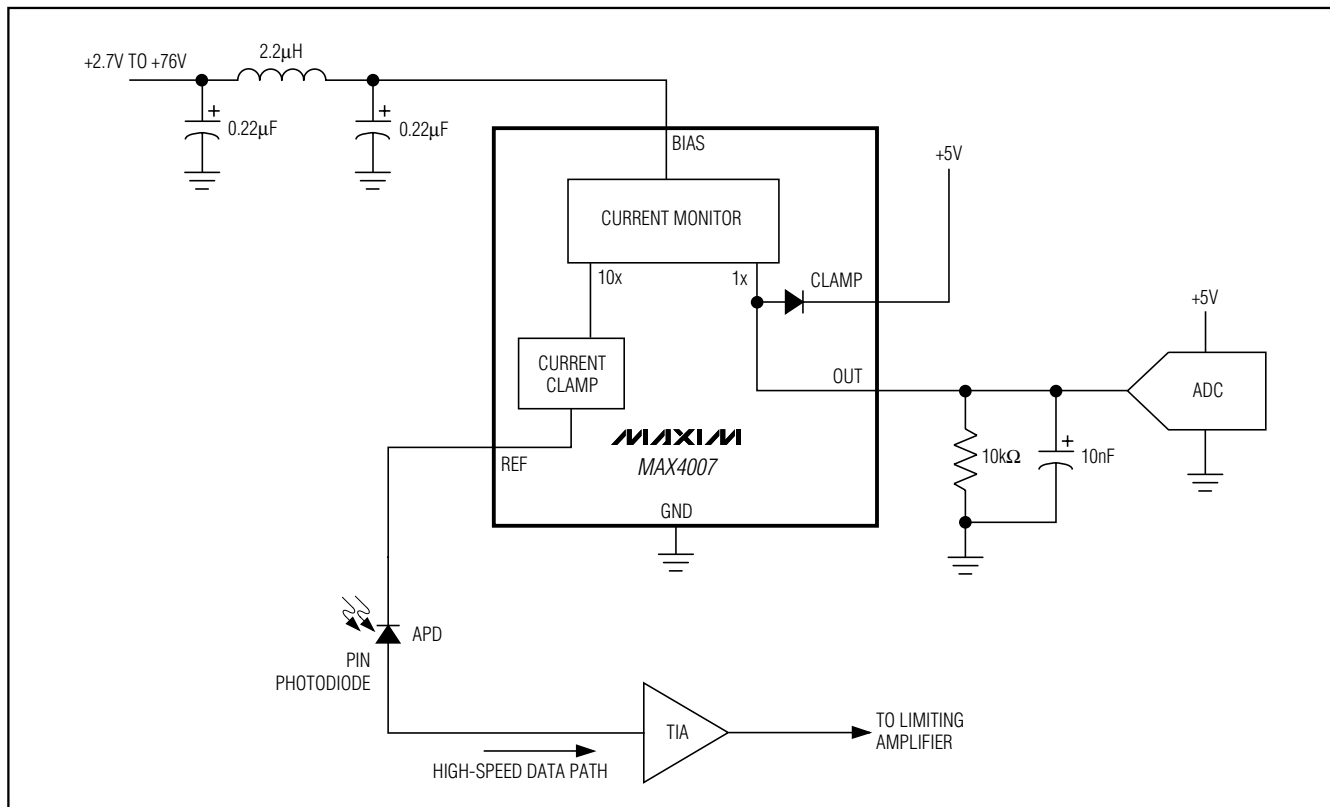 +2.7V TO +76V
2.2μH
+
0.22μF
+
0.22μF
BIAS
+5V
CURRENT MONITOR
10x
1x
CLAMP
+5V
CURRENT
CLAMP
OUT
ADC
MAXIM
REF
MAX4007
10kΩ
+
10nF
GND
APD
PIN
PHOTODIODE
TIA
TO LIMITING
AMPLIFIER
HIGH-SPEED DATA PATH